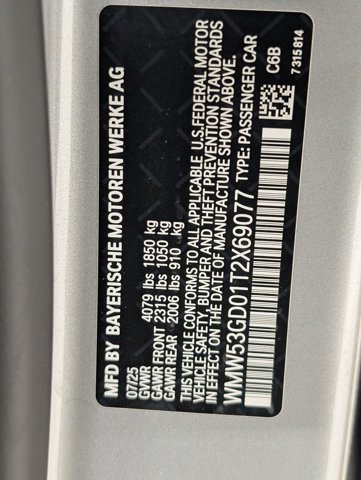 MFD BY BAYERISCHE MOTOREN WERKE AG
07/25
GVWR 4079 lbs 1850 kg
GAWR FRONT 2315 lbs 1050 kg
GAWR REAR 2006 lbs 910 kg
THIS VEHICLE CONFORMS TO ALL APPLICABLE U.S. FEDERAL MOTOR
VEHICLE SAFETY, BUMPER, AND THEFT PREVENTION STANDARDS
IN EFFECT ON THE DATE OF MANUFACTURE SHOWN ABOVE.
WMW53GD01T2X69077 TYPE: PASSENGER CAR
C6B
7 315 814